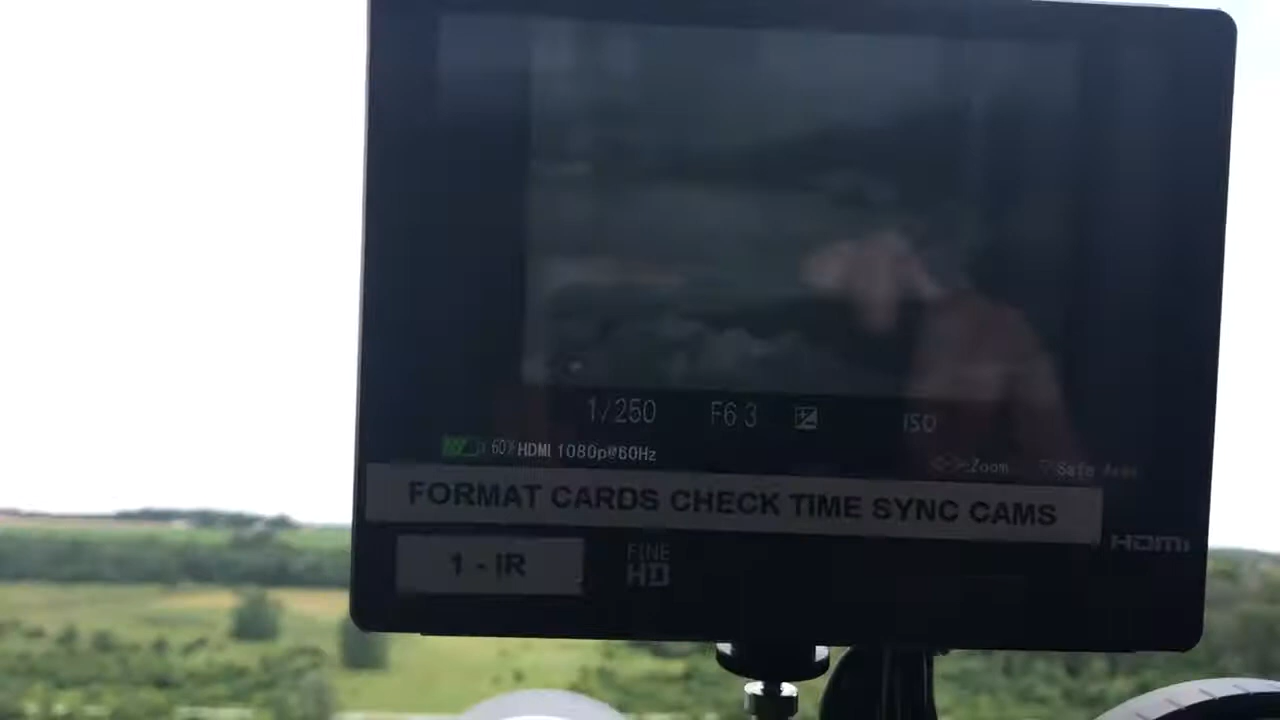 1/250 F6.3 ISO
60% HDMI 1080p@60Hz
<->Zoom Safe Area
FORMAT CARDS CHECK TIME SYNC CAMS
HDMI
1 - IR
FINE
HD